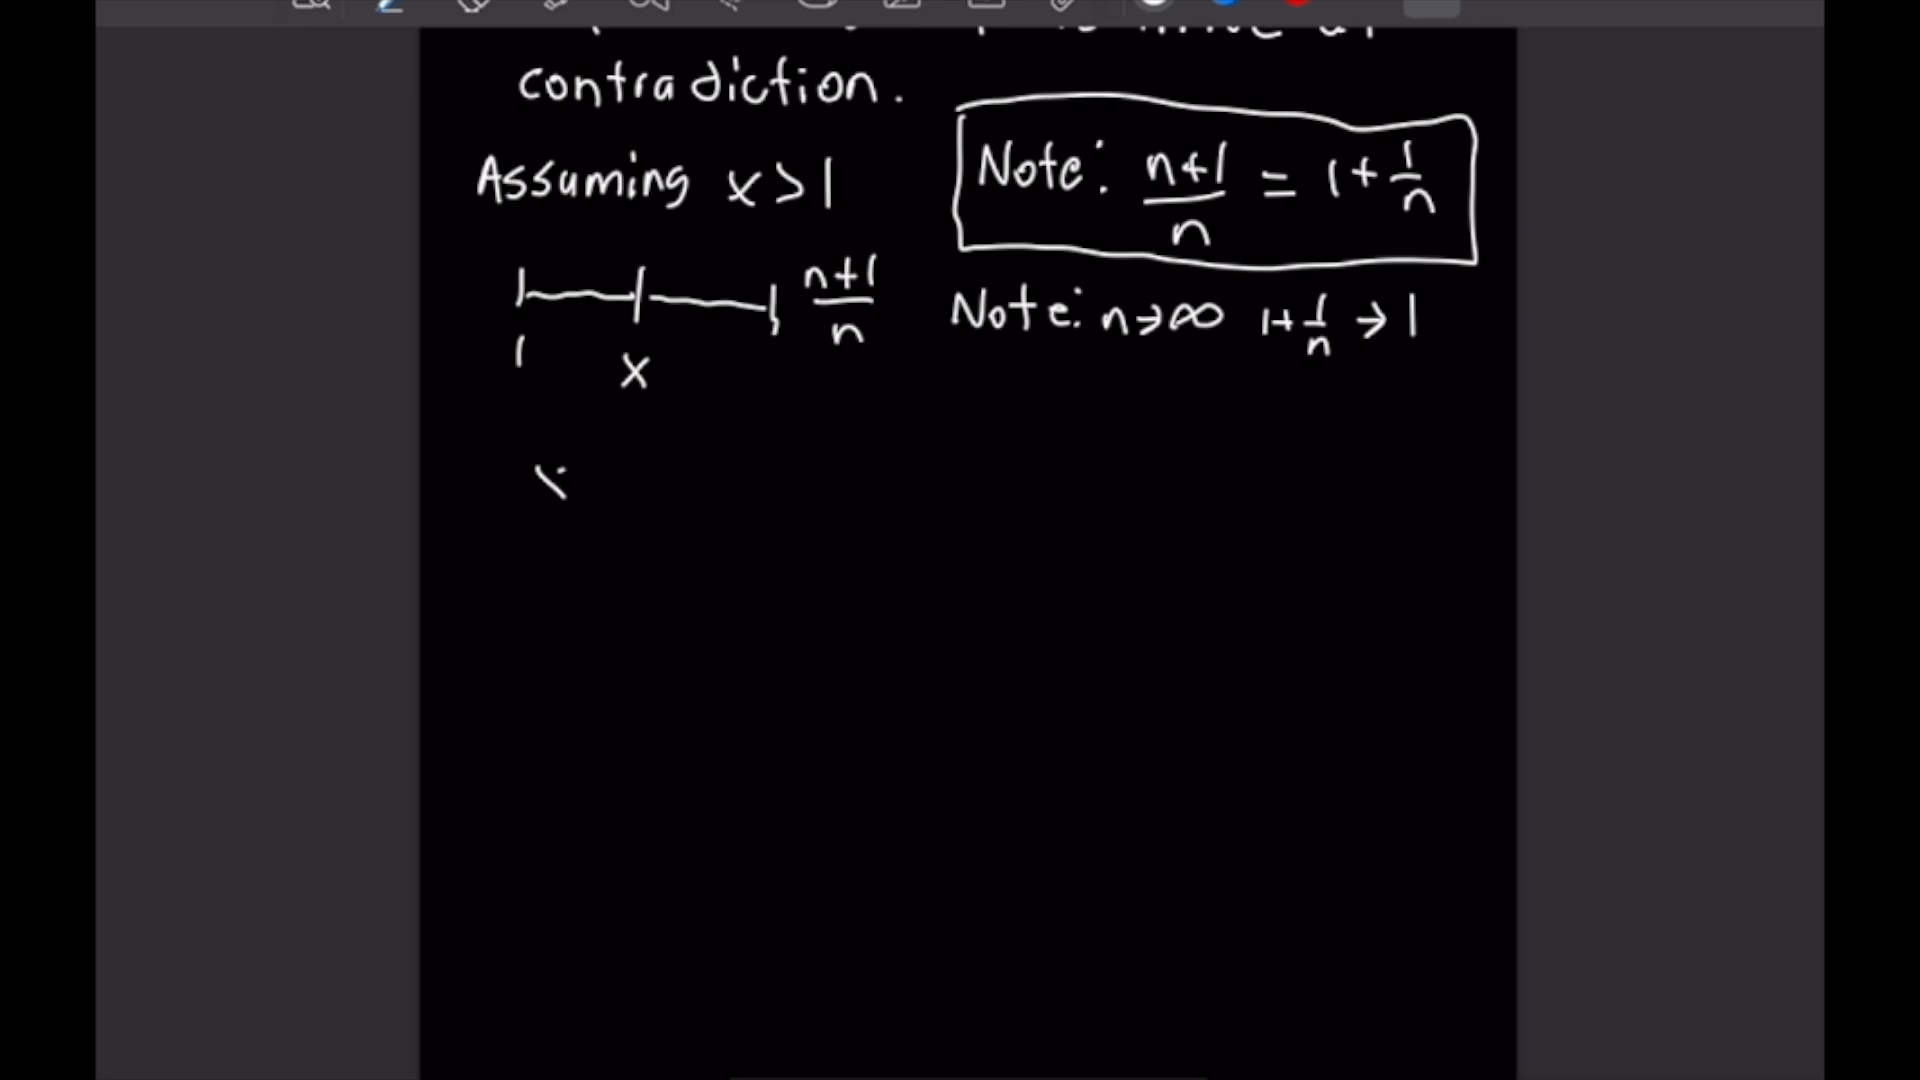 contradiction.
Assuming x > 1
Note: n+1/n = 1 + 1/n
n+1/n
Note: n→∞ 1+1/n → 1
1 x